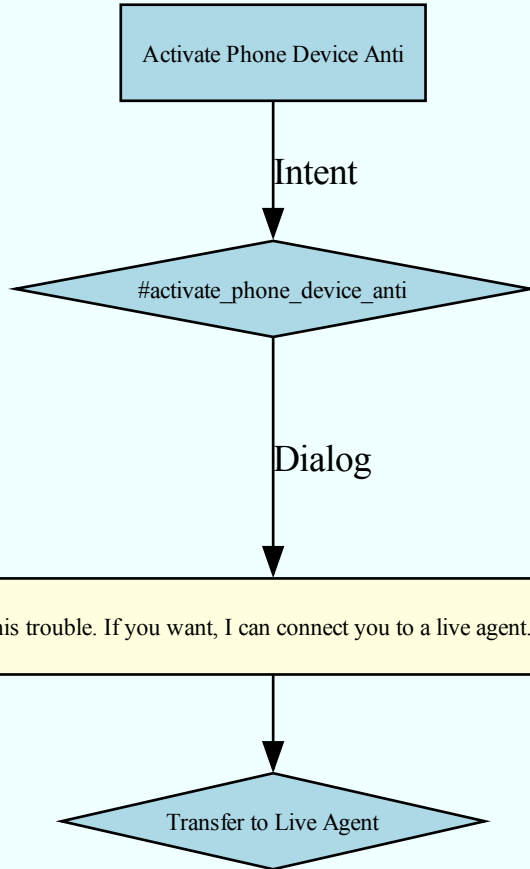 Activate Phone Device Anti
Intent
#activate_phone_device_anti
Dialog
trouble. If you want, I can connect you to a live agent.
Transfer to Live Agent